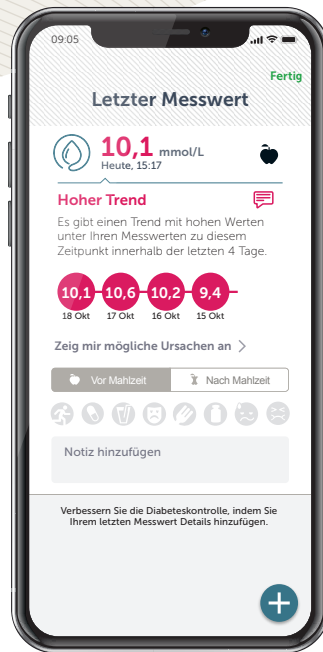 09:05
Fertig
Letzter Messwert
10,1 mmol/L
Heute, 15:17
Hoher Trend
Es gibt einen Trend mit hohen Werten
unter Ihren Messwerten zu diesem
Zeitpunkt innerhalb der letzten 4 Tage.
10,1 10,6 10,2 9,4
18 Okt 17 Okt 16 Okt 15 Okt
Zeig mir mögliche Ursachen an >
Vor Mahlzeit Nach Mahlzeit
Notiz hinzufügen
Verbessern Sie die Diabeteskontrolle, indem Sie
Ihrem letzten Messwert Details hinzufügen.